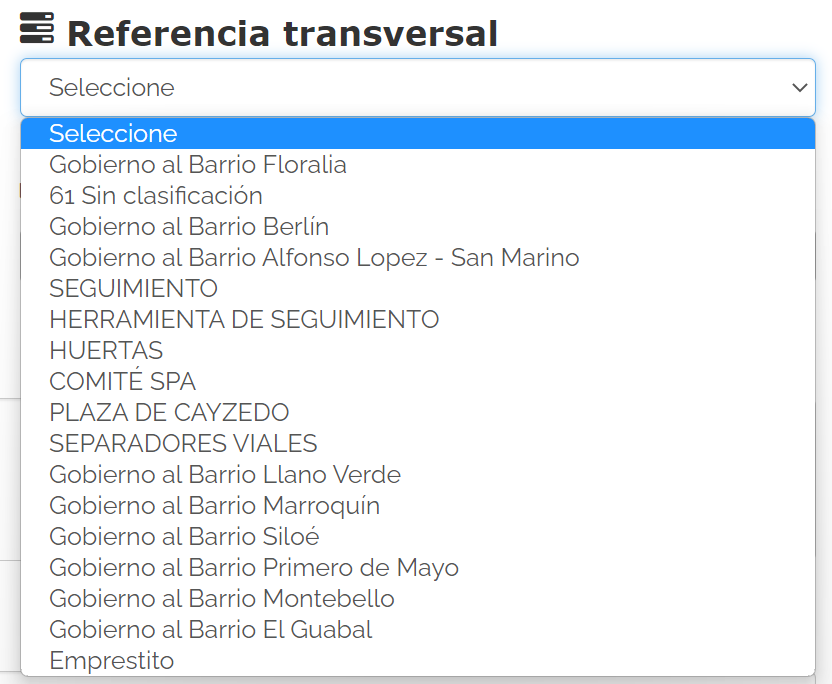 Referencia transversal
Seleccione
Seleccione
Gobierno al Barrio Floralia
61 Sin clasificación
Gobierno al Barrio Berlín
Gobierno al Barrio Alfonso Lopez - San Marino
SEGUIMIENTO
HERRAMIENTA DE SEGUIMIENTO
HUERTAS
COMITÉ SPA
PLAZA DE CAYZEDO
SEPARADORES VIALES
Gobierno al Barrio Llano Verde
Gobierno al Barrio Marroquín
Gobierno al Barrio Siloé
Gobierno al Barrio Primero de Mayo
Gobierno al Barrio Montebello
Gobierno al Barrio El Guabal
Emprestito